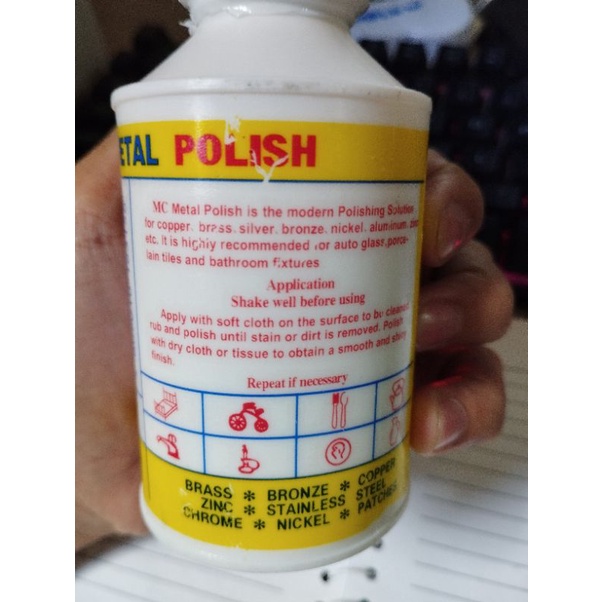 ETAL POLISH
MC Metal Polish is the modern Polishing Solution
for copper. brass. silver. bronze. nickel. aluminum. zinc
etc. It is highly recommended for auto glass, porce-
lain tiles and bathroom fixtures
Application
Shake well before using
Apply with soft cloth on the surface to be cleaned
rub and polish until stain or dirt is removed. Polish
with dry cloth or tissue to obtain a smooth and shiny
finish.
Repeat if necessary
BRASS * BRONZE * COPPER
ZINC * STAINLESS STEEL
CHROME * NICKEL * PATCHES